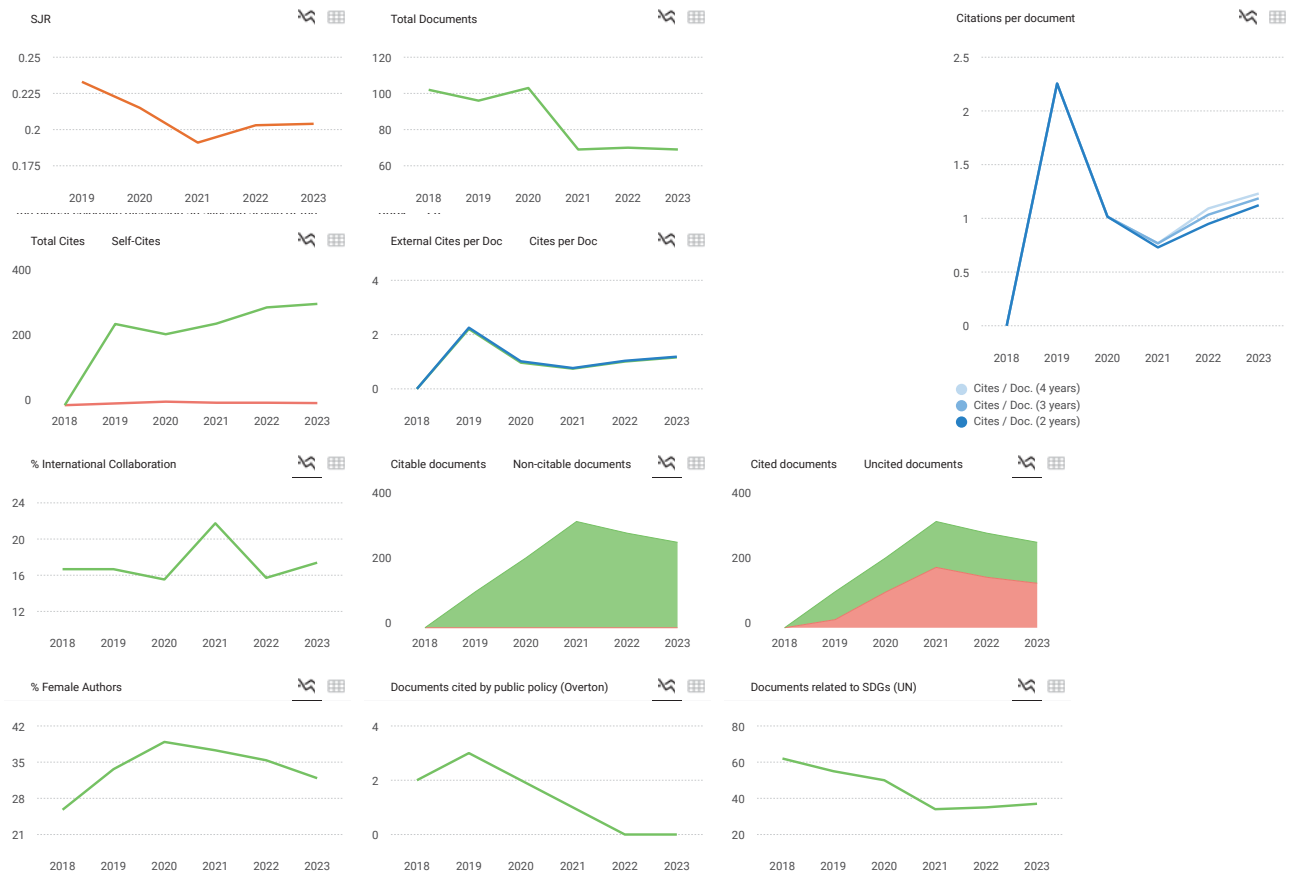 SJR
0.25
0.225
0.2
0.175
2019 2020 2021 2022 2023
Total Documents
120
100
80
60
2018 2019 2020 2021 2022 2023
Citations per document
2.5
2
1.5
1
0.5
0
2018 2019 2020 2021 2022 2023
Cites / Doc. (4 years)
Cites / Doc. (3 years)
Cites / Doc. (2 years)
Total Cites Self-Cites
400
200
0
2018 2019 2020 2021 2022 2023
External Cites per Doc Cites per Doc
4
2
0
2018 2019 2020 2021 2022 2023
% International Collaboration
24
20
16
12
2018 2019 2020 2021 2022 2023
Citable documents Non-citable documents
400
200
0
2018 2019 2020 2021 2022 2023
Cited documents Uncited documents
400
200
0
2018 2019 2020 2021 2022 2023
% Female Authors
42
35
28
21
2018 2019 2020 2021 2022 2023
Documents cited by public policy (Overton)
4
2
0
2018 2019 2020 2021 2022 2023
Documents related to SDGs (UN)
80
60
40
20
2018 2019 2020 2021 2022 2023